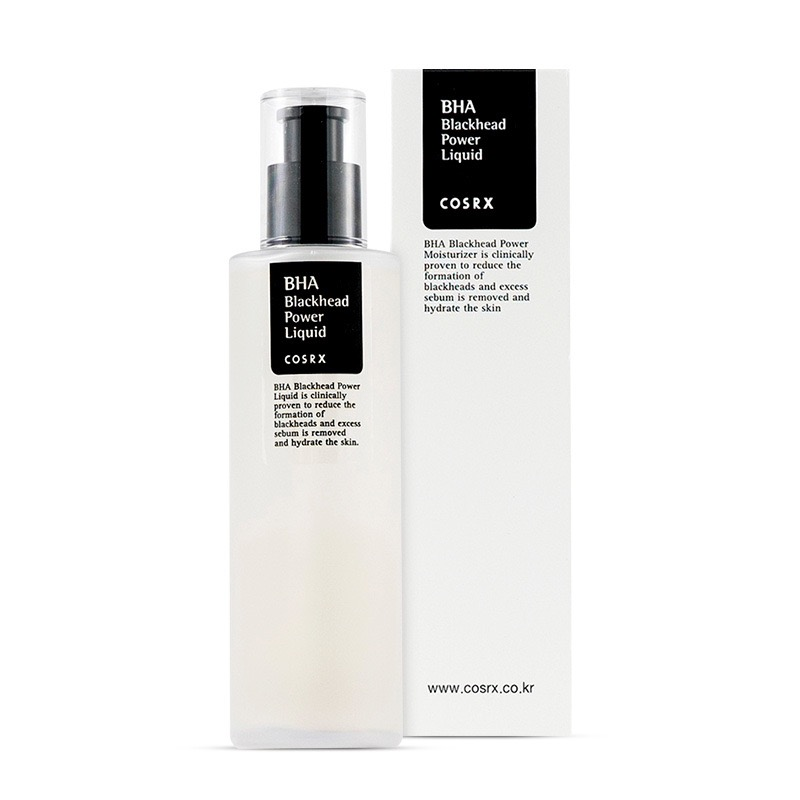 BHA
Blackhead
Power
Liquid
COSRX
BHA Blackhead Power
Liquid is clinically
proven to reduce the
formation of
blackheads and excess
sebum is removed
and hydrate the skin.
BHA
Blackhead
Power
Liquid
COSRX
BHA Blackhead Power
Moisturizer is clinically
proven to reduce the
formation of
blackheads and excess
sebum is removed and
hydrate the skin
www.cosrx.co.kr